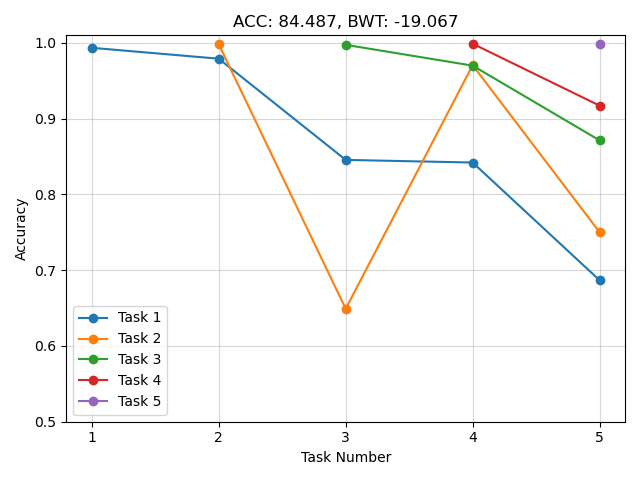 ACC: 84.487, BWT: -19.067
1.0
0.9
0.8
0.7
0.6
0.5
Accuracy
Task 1
Task 2
Task 3
Task 4
Task 5
1 2 3 4 5
Task Number